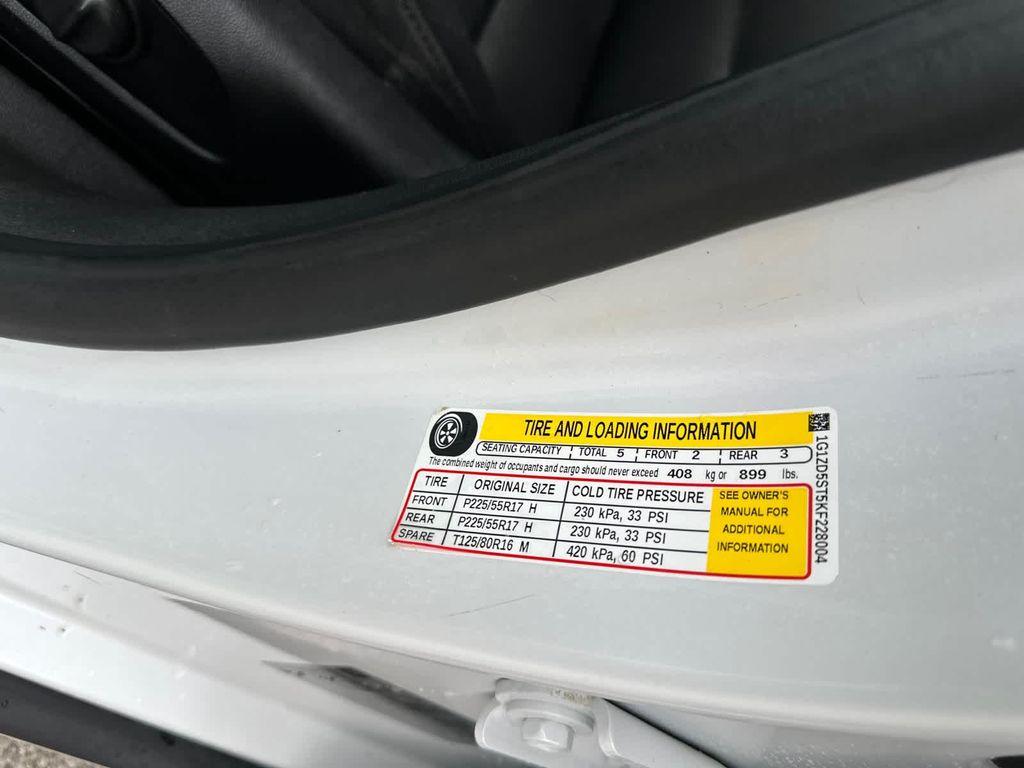 TIRE AND LOADING INFORMATION
SEATING CAPACITY TOTAL 5 FRONT 2 REAR 3
The combined weight of occupants and cargo should never exceed 408 kg or 899 lbs.
TIRE ORIGINAL SIZE COLD TIRE PRESSURE
FRONT P225/55R17 H 230 kPa, 33 PSI
REAR P225/55R17 H 230 kPa, 33 PSI
SPARE T125/80R16 M 420 kPa, 60 PSI
SEE OWNER'S
MANUAL FOR
ADDITIONAL
INFORMATION
1G1ZD5ST5KF228004